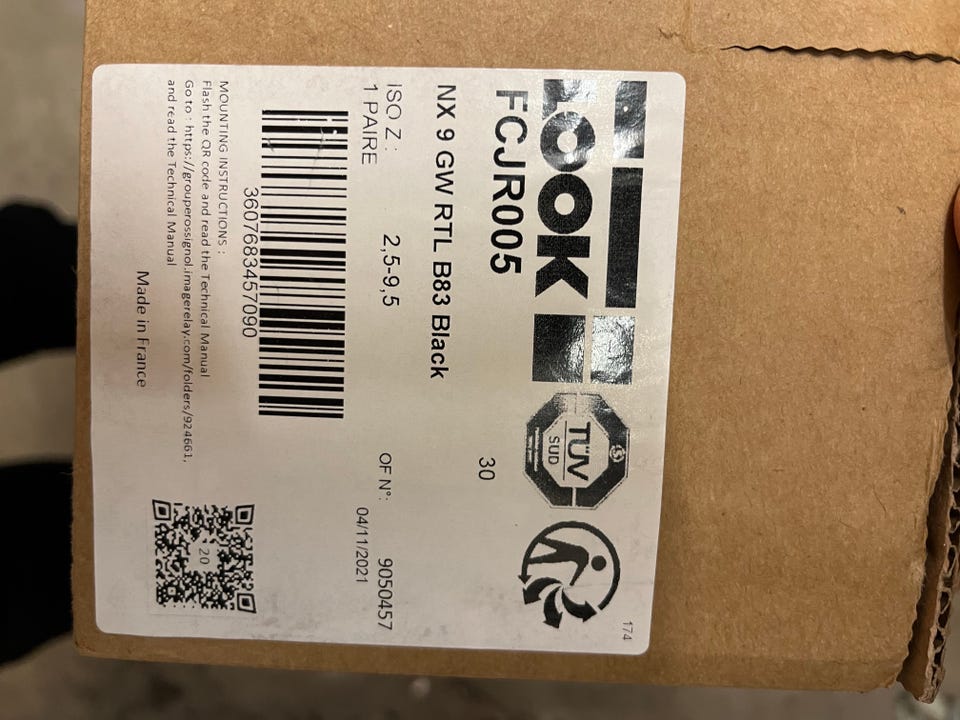 LOOK
TÜV
SUD
174
FCJR005
30
NX 9 GW RTL B83 Black
ISO Z : 2,5-9,5 OF N°: 9050457
1 PAIRE 04/11/2021
3607683457090
MOUNTING INSTRUCTIONS :
Flash the QR code and read the Technical Manual
Go to : https://grouperossignol.imagerelay.com/folders/924661,
and read the Technical Manual
Made in France
20